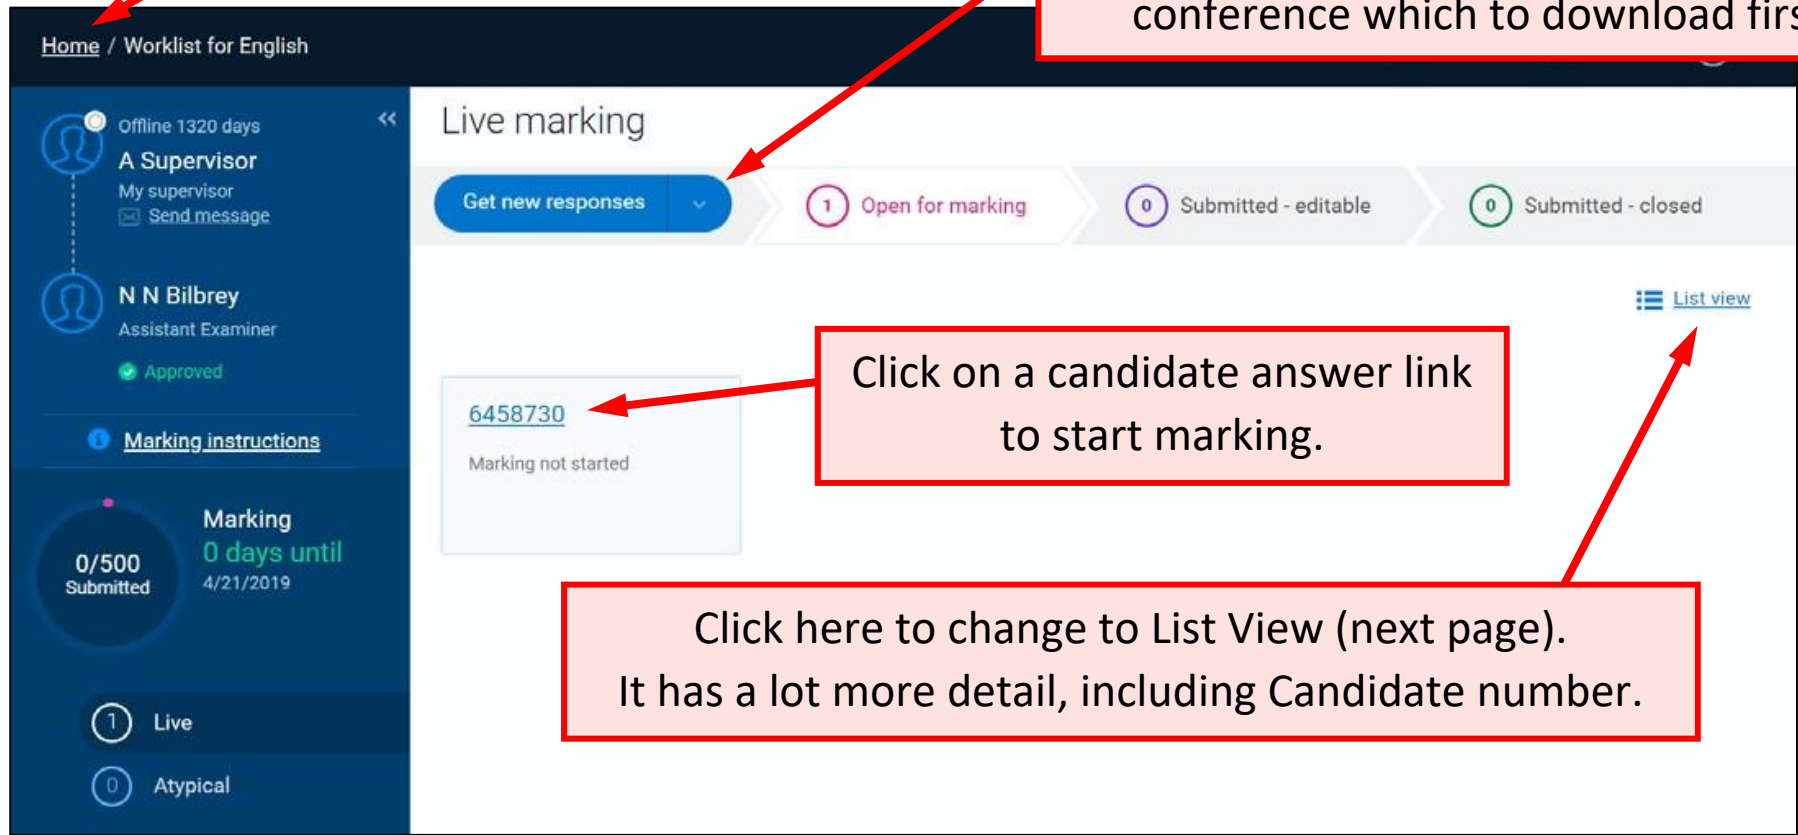 conference which to download firs
Home / Worklist for English
Offline 1320 days
A Supervisor
My supervisor
Send message
N N Bilbrey
Assistant Examiner
Approved
Marking instructions
0/500
Submitted
Marking
0 days until
4/21/2019
1 Live
0 Atypical
Live marking
Get new responses
1 Open for marking
0 Submitted - editable
0 Submitted - closed
List view
6458730
Marking not started
Click on a candidate answer link
to start marking.
Click here to change to List View (next page).
It has a lot more detail, including Candidate number.